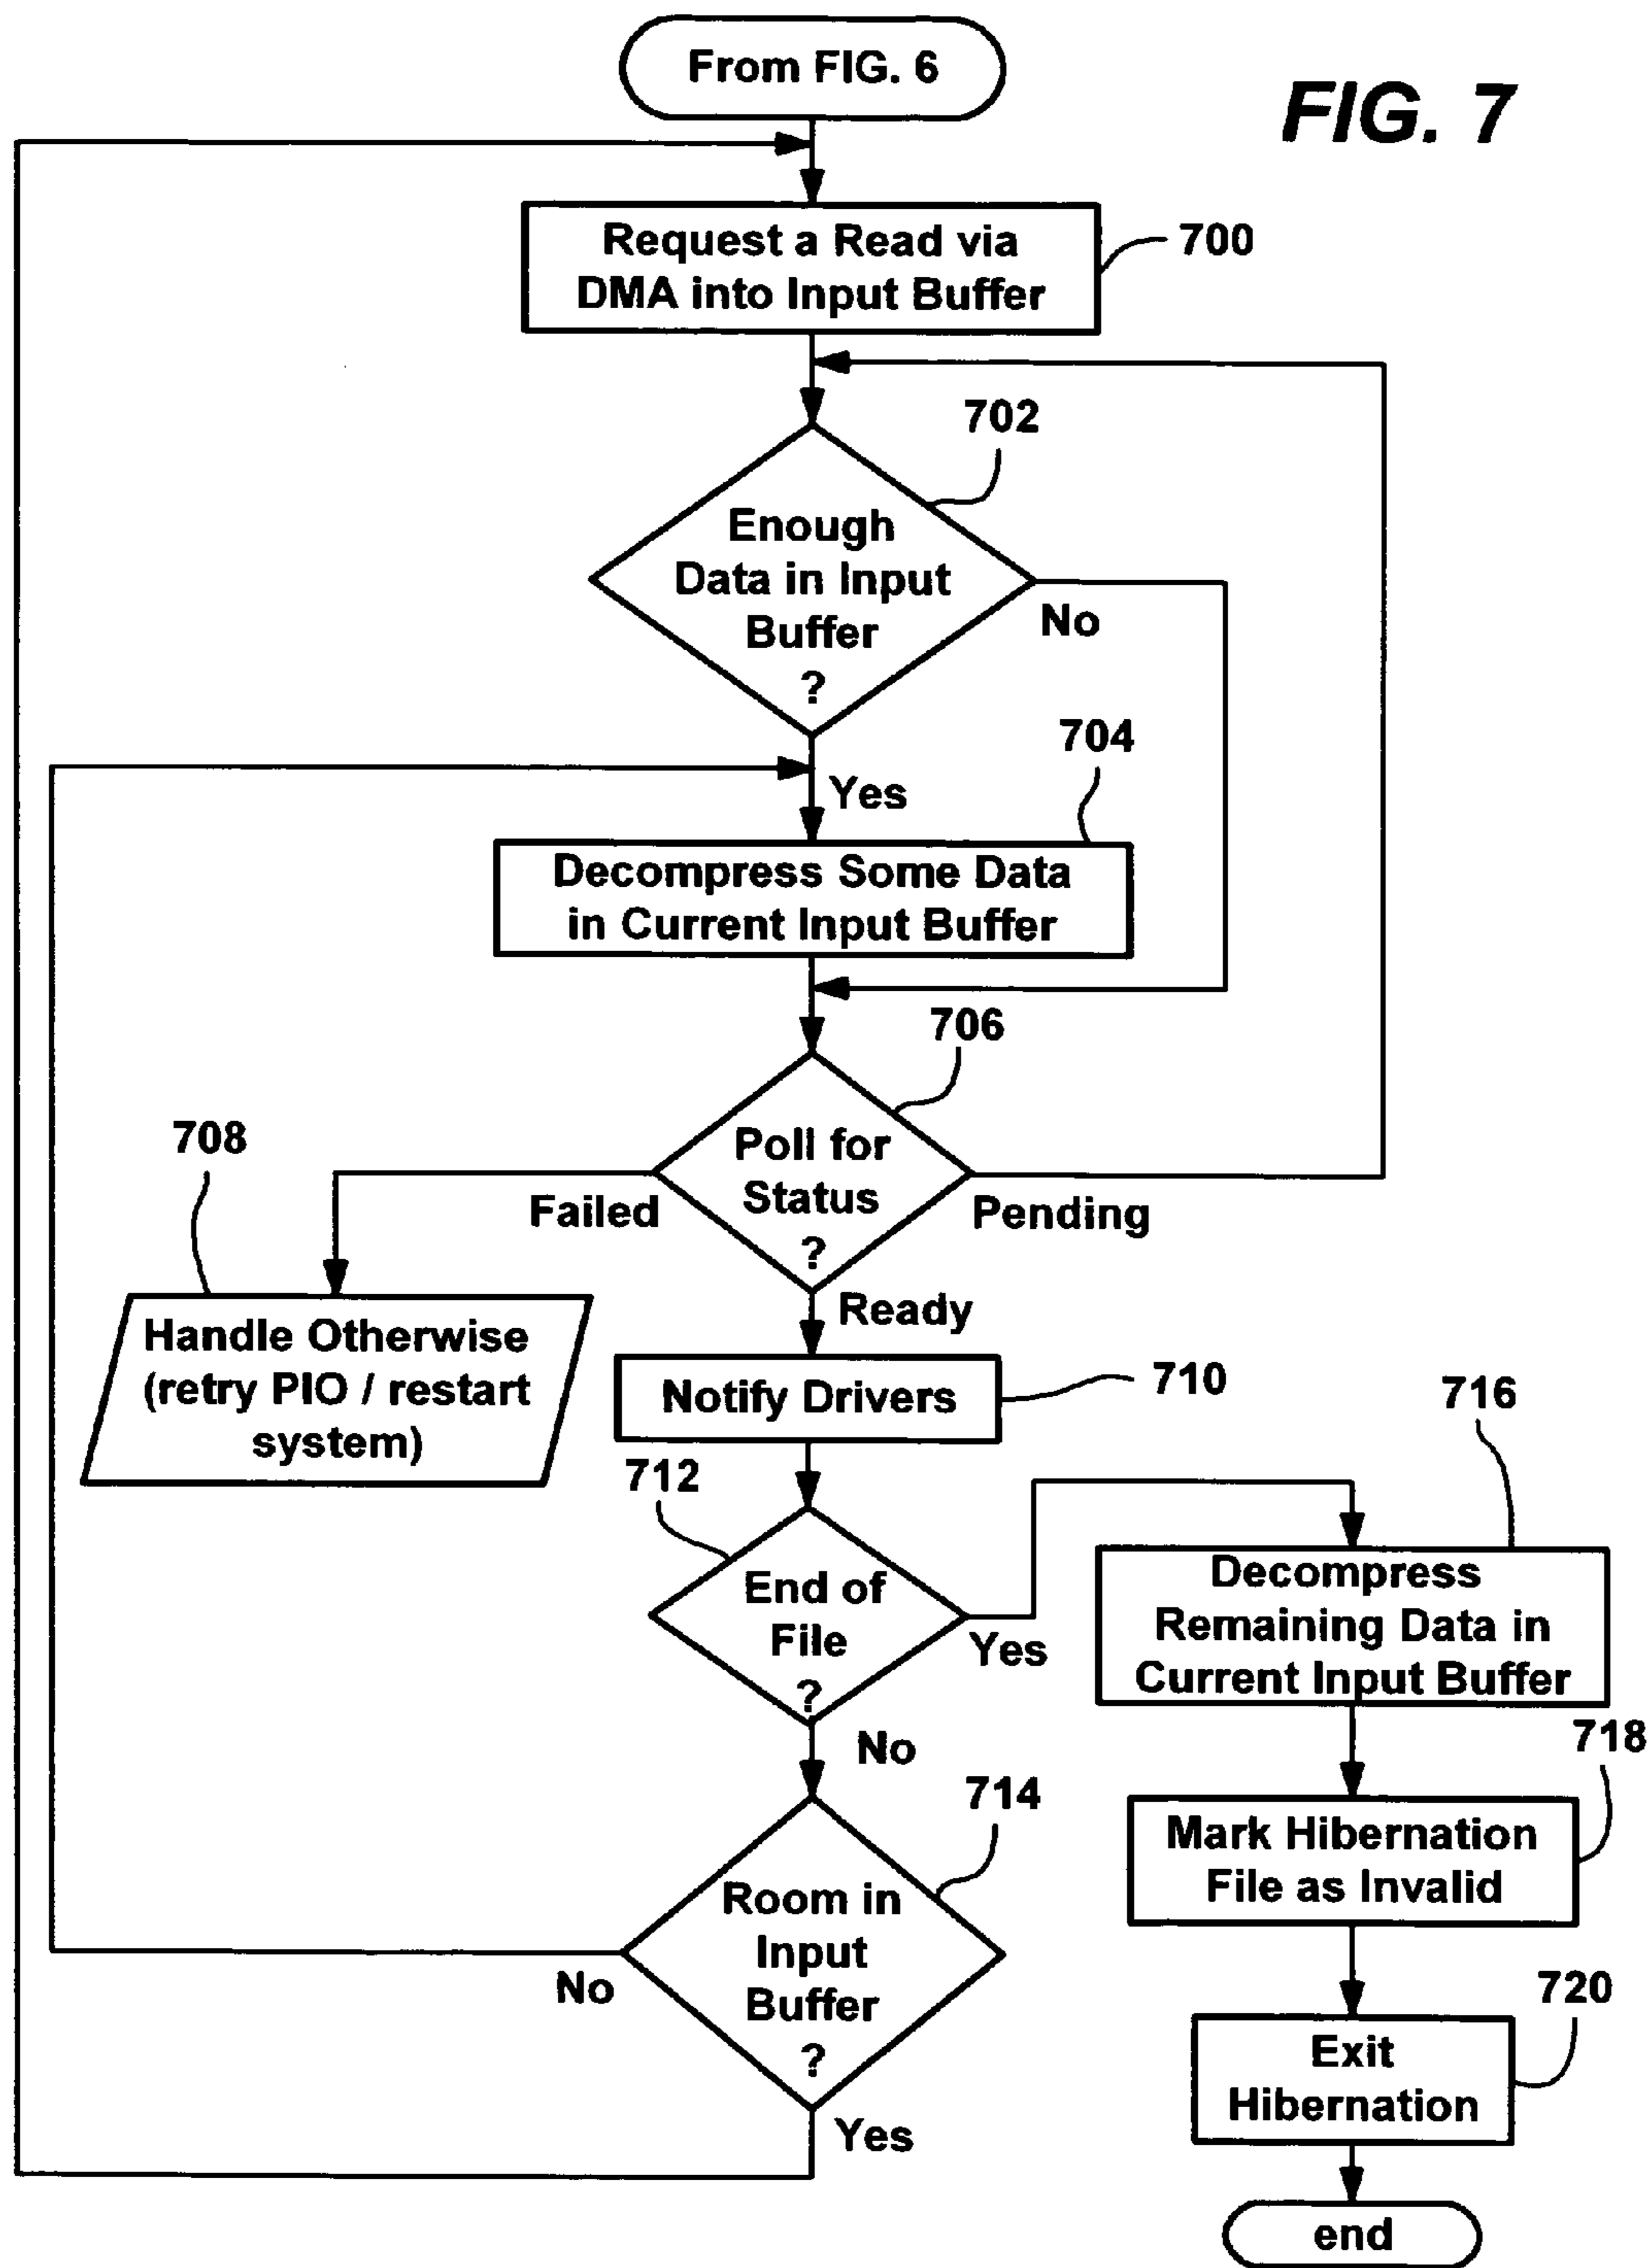 From FIG. 6
FIG. 7
Request a Read via
DMA into Input Buffer
700
702
Enough
Data in Input
Buffer
?
No
704
Yes
Decompress Some Data
in Current Input Buffer
706
708
Poll for
Status
?
Failed
Pending
Ready
Handle Otherwise
(retry PIO / restart
system)
Notify Drivers
710
712
716
End of
File
?
Yes
No
Decompress
Remaining Data in
Current Input Buffer
718
714
Mark Hibernation
File as Invalid
Room in
Input
Buffer
?
No
Yes
720
Exit
Hibernation
end